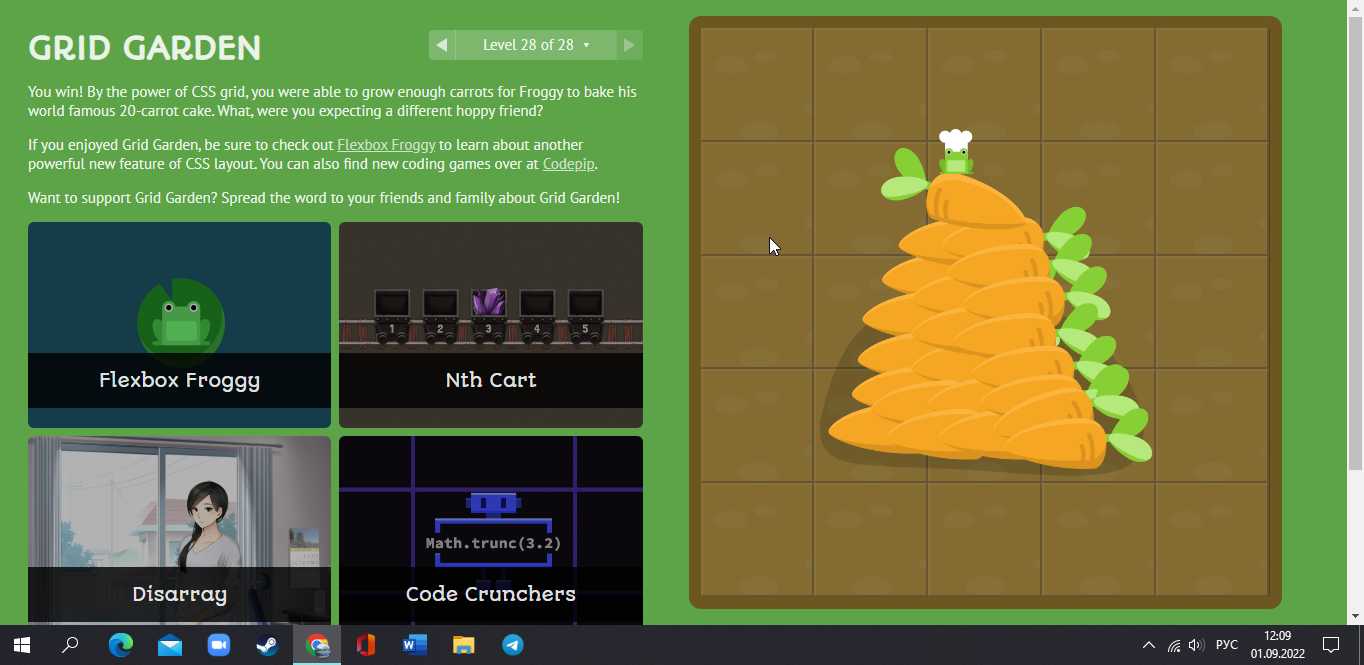 GRID GARDEN
Level 28 of 28
You win! By the power of CSS grid, you were able to grow enough carrots for Froggy to bake his
world famous 20-carrot cake. What, were you expecting a different hoppy friend?
If you enjoyed Grid Garden, be sure to check out Flexbox Froggy to learn about another
powerful new feature of CSS layout. You can also find new coding games over at Codepip.
Want to support Grid Garden? Spread the word to your friends and family about Grid Garden!
Flexbox Froggy
1 2 3 4 5
Nth Cart
Disarray
Math.trunc(3.2)
Code Crunchers
W
РУС
12:09
01.09.2022